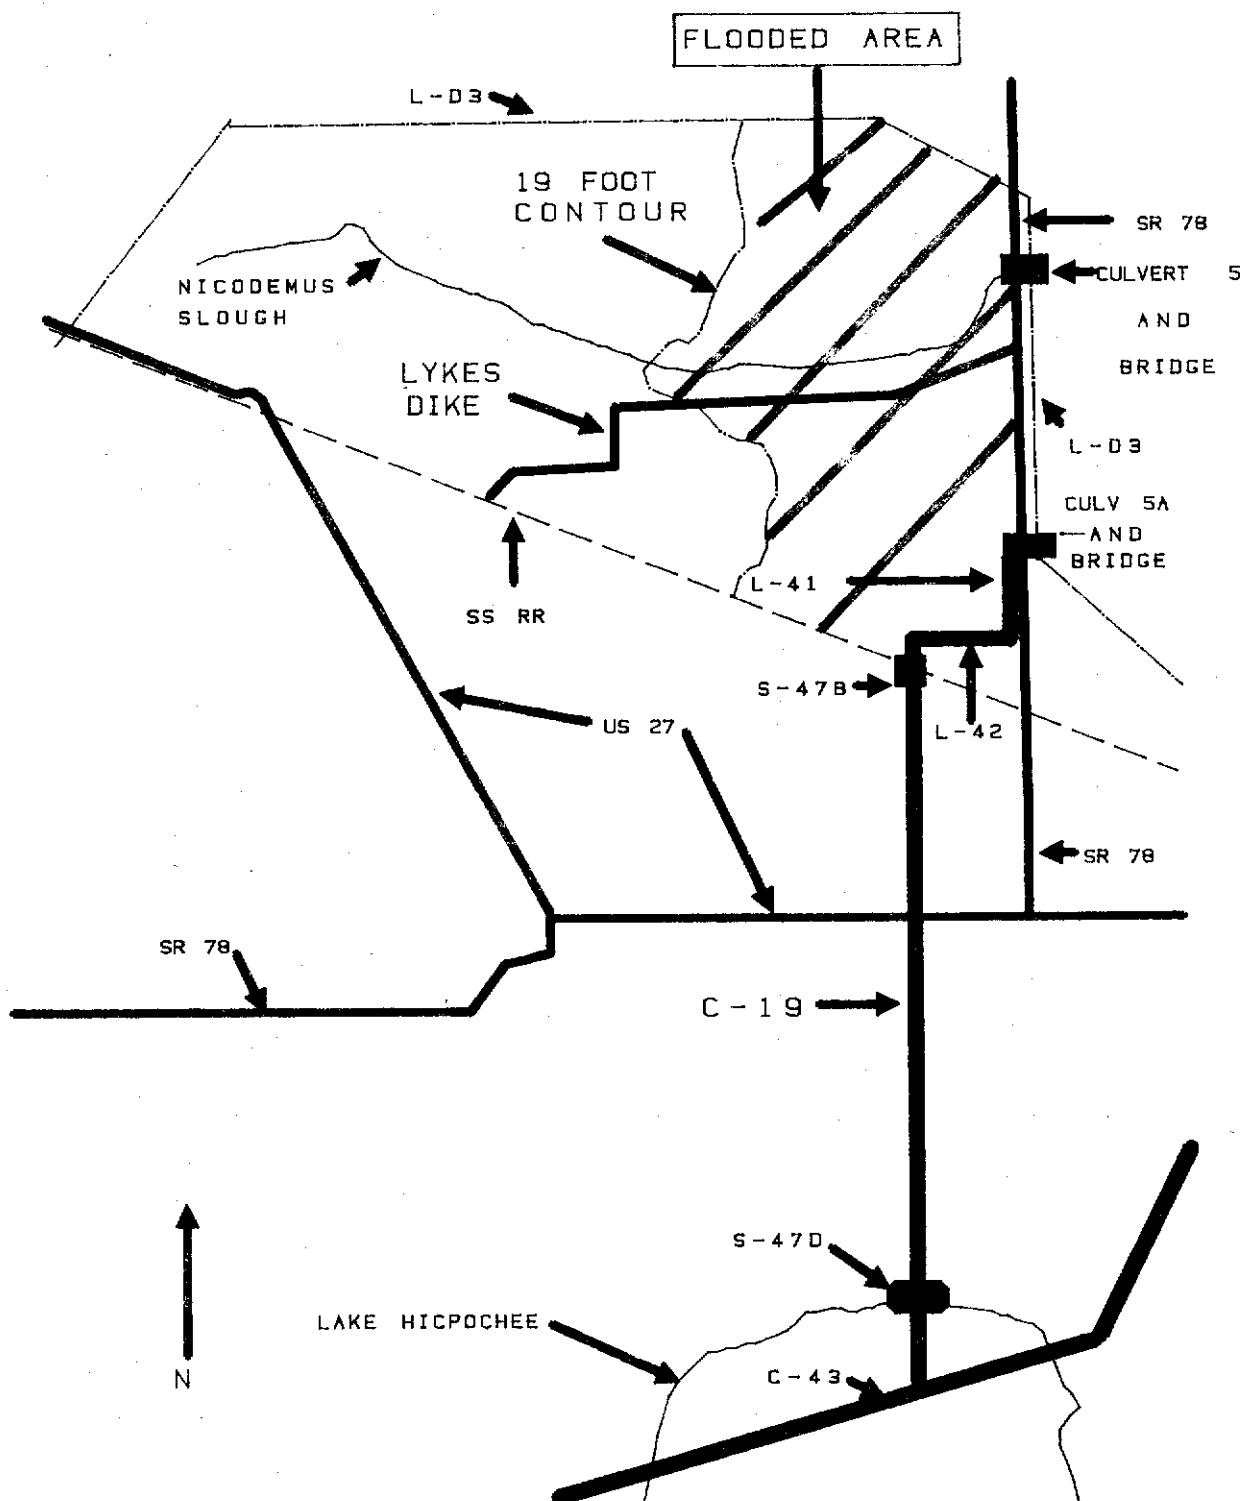 FLOODED AREA
L-D3
19 FOOT
CONTOUR
SR 78
NICODEMUS
SLOUGH
CULVERT 5
AND
BRIDGE
LYKES
DIKE
L-D3
CULV 5A
AND
BRIDGE
L-41
SS RR
S-47B
US 27
L-42
SR 78
SR 78
C-19
S-47D
LAKE HICPOCHEE
C-43
N